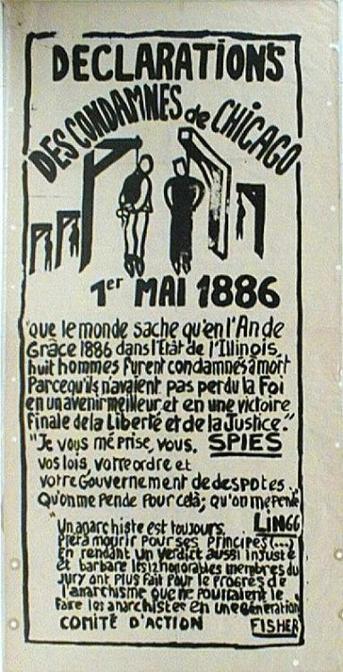 DECLARATIONS
DES CONDAMNES de CHICAGO
1er MAI 1886
"que le monde sache qu'en l'An de
Grâce 1886 dans l'Etat de l'Illinois,
huit hommes furent condamnés à mort
Parcequ'ils n'avaient pas perdu la Foi
en un avenir meilleur et en une victoire
finale de la Liberté et de la Justice."
"Je vous méprise, vous, SPIES
vos lois, votre ordre et
votre Gouvernement de despotes..
Qu'on me Pende Pour celà; qu'on me Pende
"Un anarchiste est toujours LINGG
Prêt à mourir pour ses principes (...)
En rendant un verdict aussi injuste
et barbare les 12 honorables membres du
Jury ont Plus fait Pour le Progrès de
l'anarchisme que ne pourraient le
faire les anarchistes en une génération
COMITÉ D'ACTION FISHER